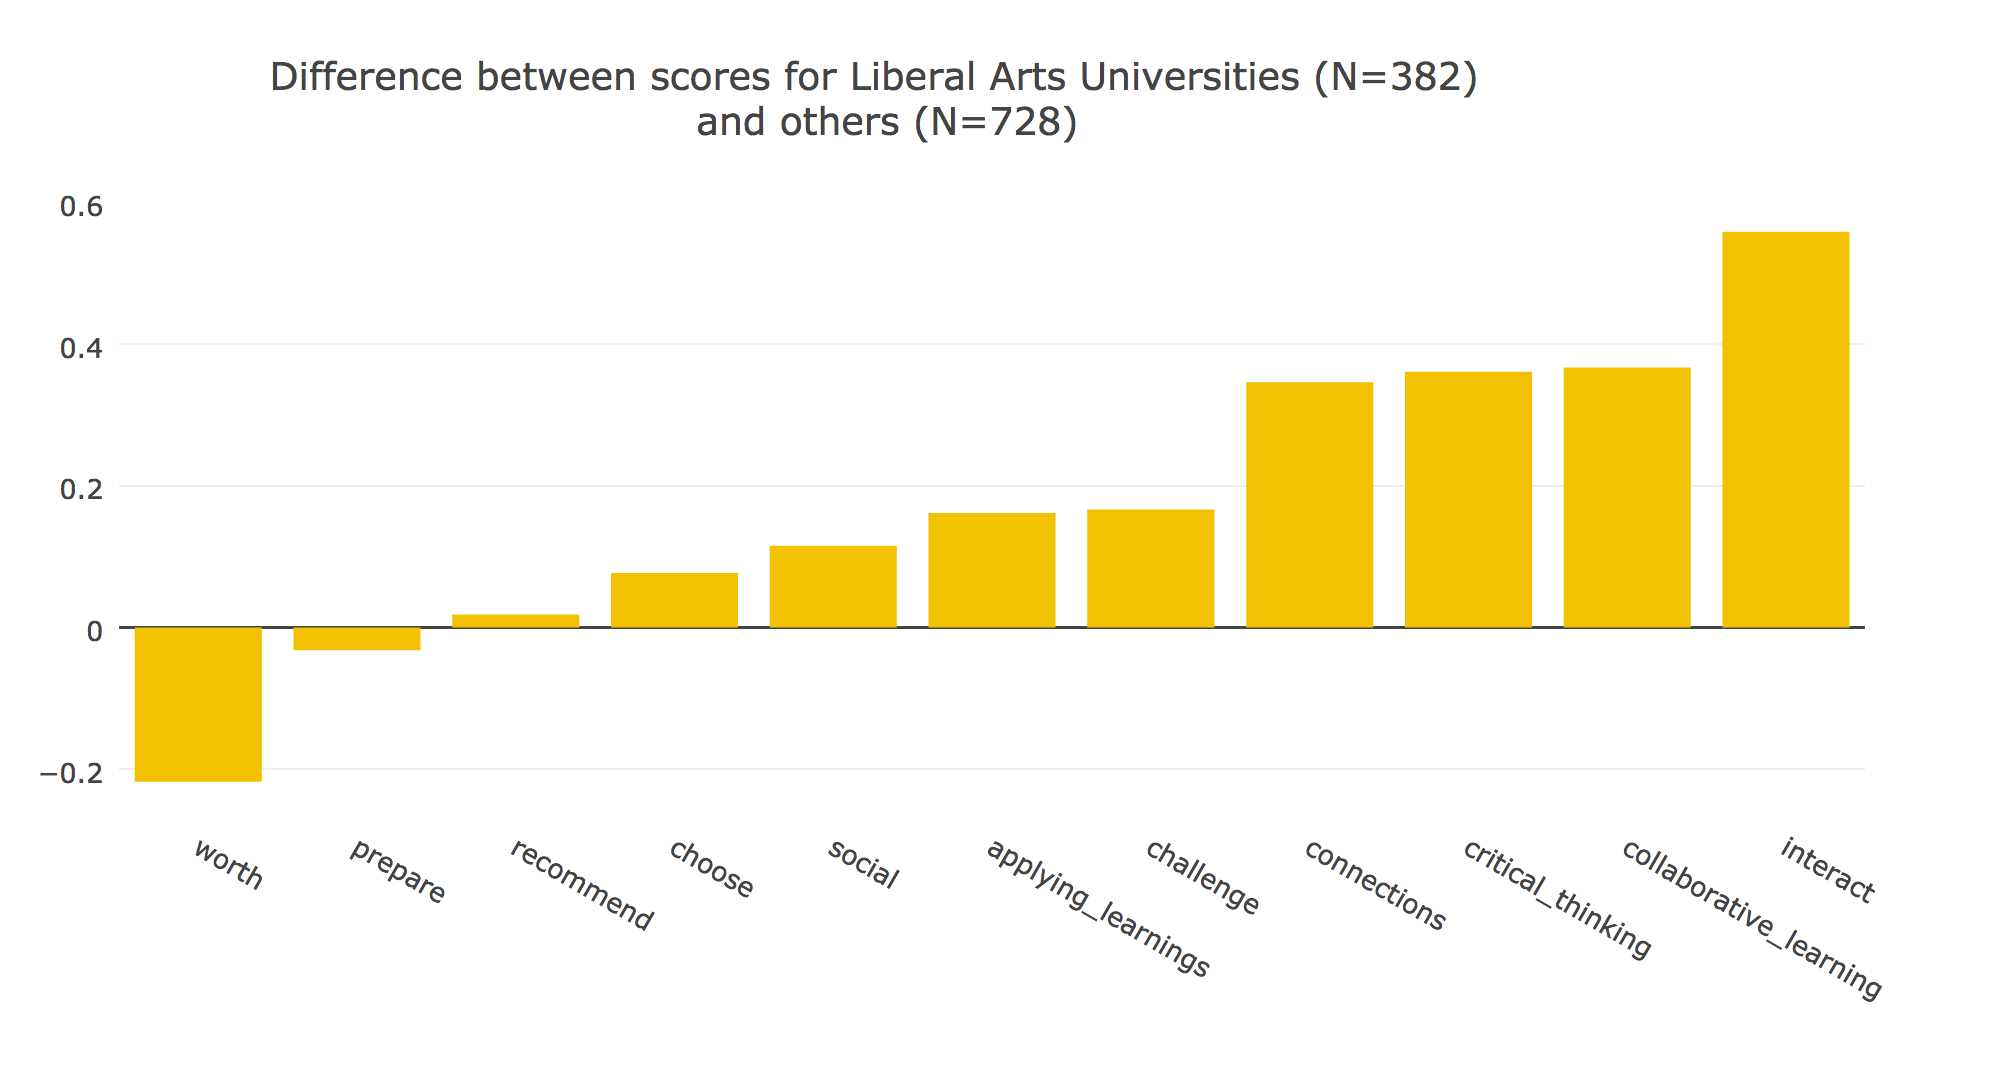 Difference between scores for Liberal Arts Universities (N=382)
and others (N=728)
0.6
0.4
0.2
0
−0.2
worth
prepare
recommend
choose
social
applying_learnings
challenge
connections
critical_thinking
collaborative_learning
interact